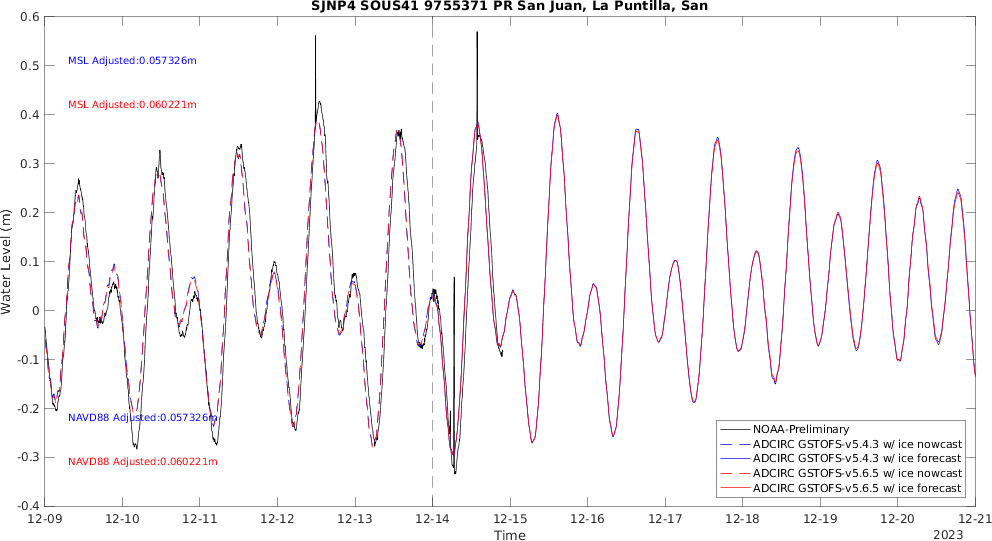 SJNP4 SOUS41 9755371 PR San Juan, La Puntilla, San
0.6
0.5
0.4
0.3
0.2
0.1
0
-0.1
-0.2
-0.3
-0.4
Water Level (m)
MSL Adjusted:0.057326m
MSL Adjusted:0.060221m
NAVD88 Adjusted:0.057326m
NAVD88 Adjusted:0.060221m
NOAA-Preliminary
ADCIRC GSTOFS-v5.4.3 w/ ice nowcast
ADCIRC GSTOFS-v5.4.3 w/ ice forecast
ADCIRC GSTOFS-v5.6.5 w/ ice nowcast
ADCIRC GSTOFS-v5.6.5 w/ ice forecast
12-09 12-10 12-11 12-12 12-13 12-14 12-15 12-16 12-17 12-18 12-19 12-20 12-21
Time
2023